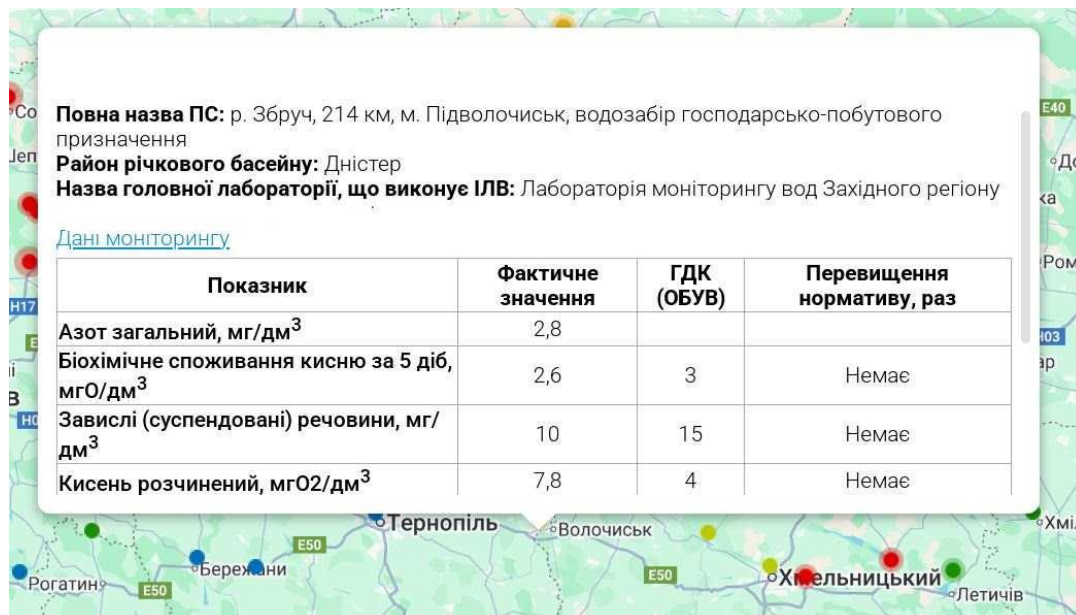 Повна назва ПС: р. Збруч, 214 км, м. Підволочиськ, водозабір господарсько-побутового
призначення
Район річкового басейну: Дністер
Назва головної лабораторії, що виконує ІЛВ: Лабораторія моніторингу вод Західного регіону
Дані моніторингу
Показник Фактичне значення ГДК (ОБУВ) Перевищення нормативу, раз
Азот загальний, мг/дм3 2,8
Біохімічне споживання кисню за 5 діб, мгО/дм3 2,6 3 Немає
Завислі (суспендовані) речовини, мг/дм3 10 15 Немає
Кисень розчинений, мгО2/дм3 7,8 4 Немає
E40
H17
H03
Тернопіль
Волочиськ
E50
Бережани
E50
Хмельницький
Рогатин
E50
Летичів